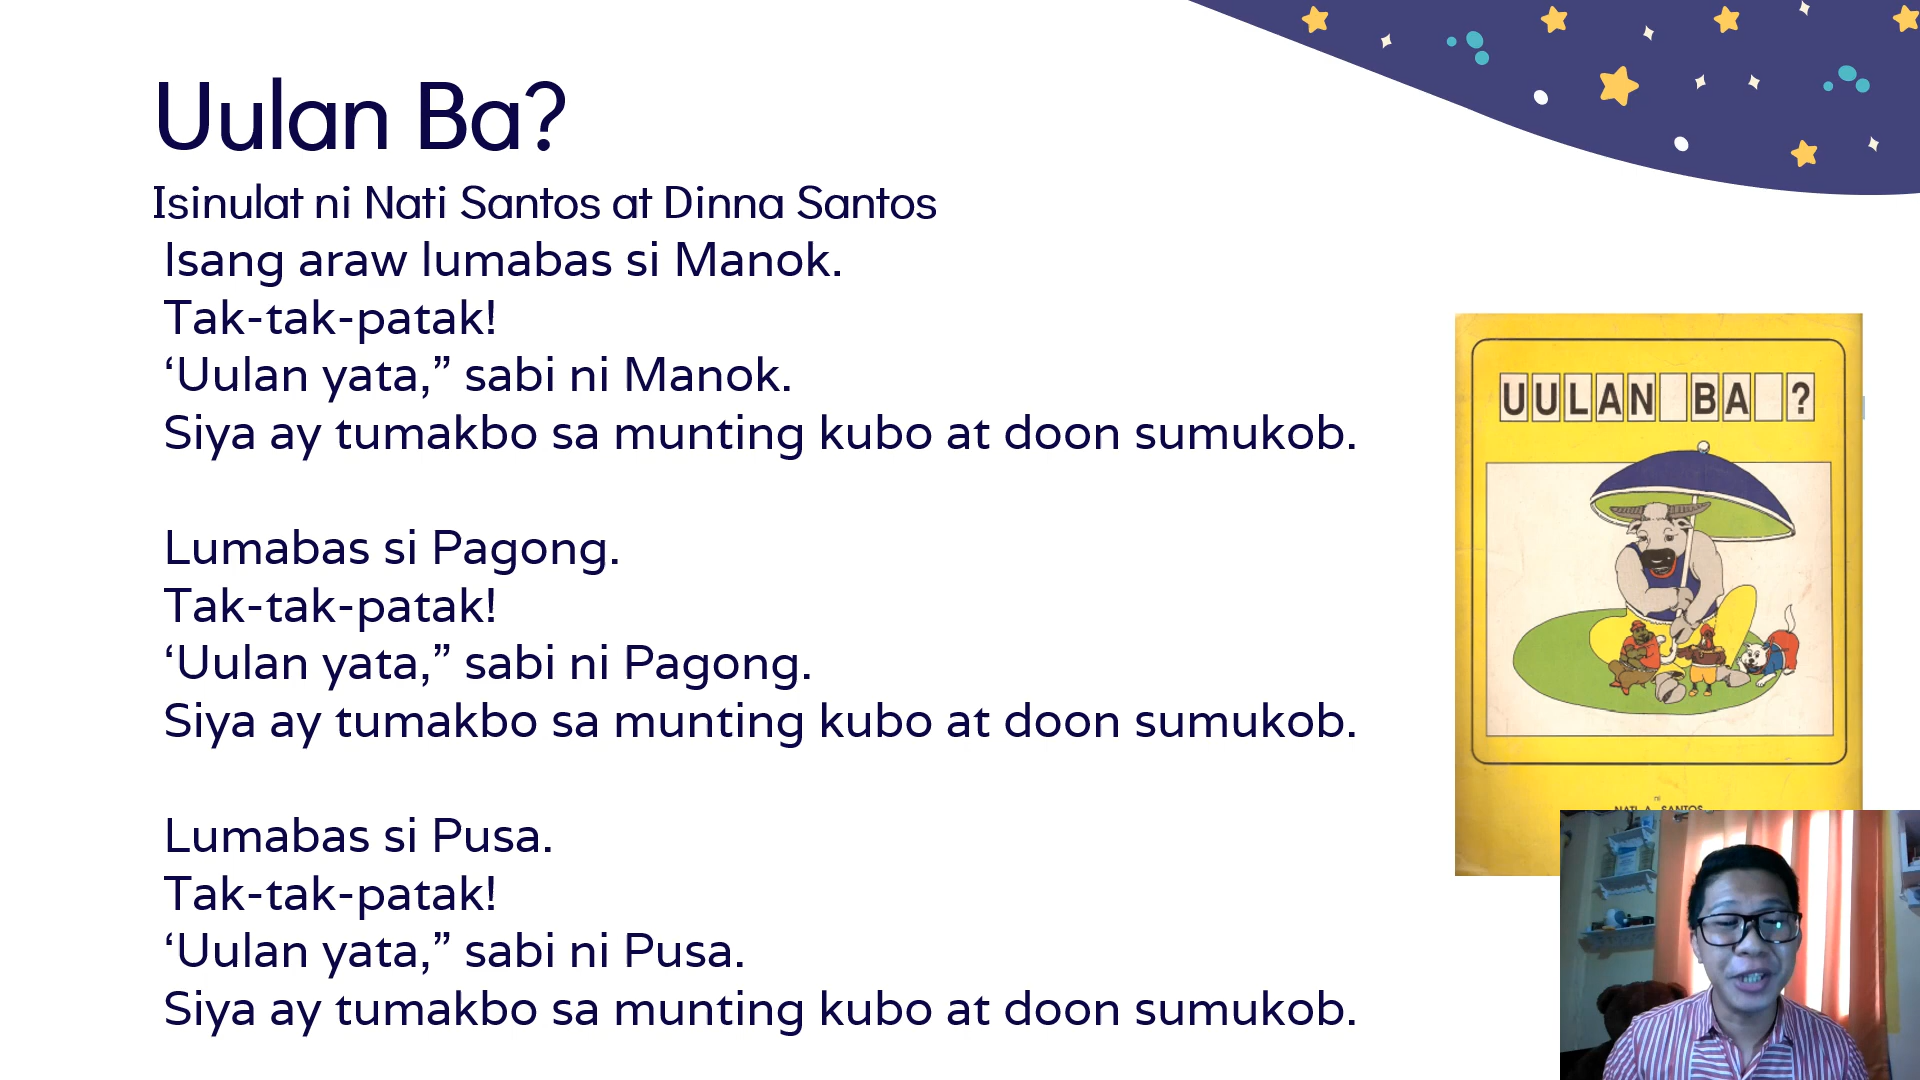 Uulan Ba?
Isinulat ni Nati Santos at Dinna Santos
Isang araw lumabas si Manok.
Tak-tak-patak!
‘Uulan yata,” sabi ni Manok.
Siya ay tumakbo sa munting kubo at doon sumukob.
Lumabas si Pagong.
Tak-tak-patak!
‘Uulan yata,” sabi ni Pagong.
Siya ay tumakbo sa munting kubo at doon sumukob.
Lumabas si Pusa.
Tak-tak-patak!
‘Uulan yata,” sabi ni Pusa.
Siya ay tumakbo sa munting kubo at doon sumukob.
UULAN BA ?
ni
NATI A. SANTOS